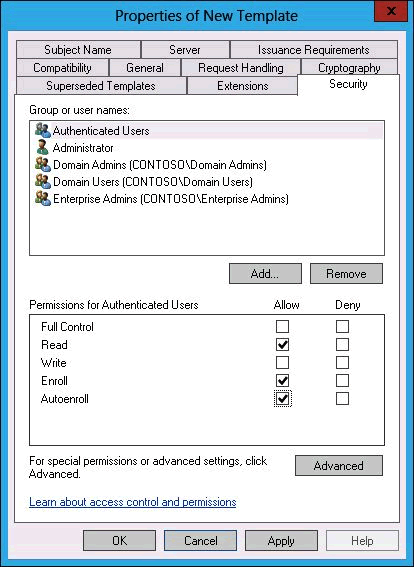 Properties of New Template
x
Subject Name Server Issuance Requirements
Compatibility General Request Handling Cryptography
Superseded Templates Extensions Security
Group or user names:
Authenticated Users
Administrator
Domain Admins (CONTOSO\Domain Admins)
Domain Users (CONTOSO\Domain Users)
Enterprise Admins (CONTOSO\Enterprise Admins)
Add... Remove
Permissions for Authenticated Users Allow Deny
Full Control
Read
Write
Enroll
Autoenroll
For special permissions or advanced settings, click
Advanced. Advanced
Learn about access control and permissions
OK Cancel Apply Help